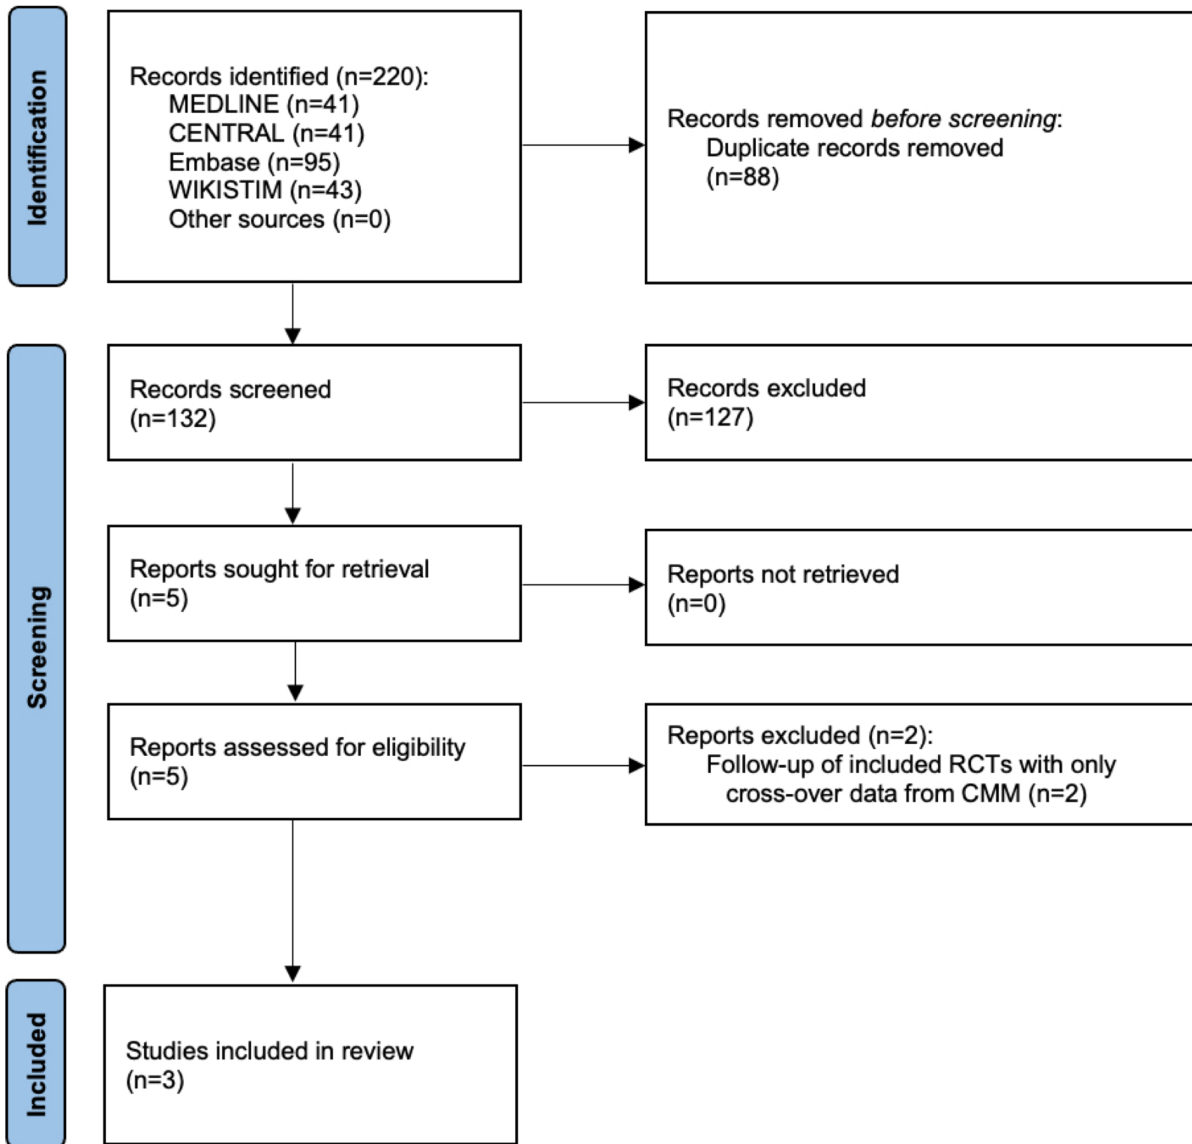 Identification
Records identified (n=220):
MEDLINE (n=41)
CENTRAL (n=41)
Embase (n=95)
WIKISTIM (n=43)
Other sources (n=0)
Records removed before screening:
Duplicate records removed
(n=88)
Screening
Records screened
(n=132)
Records excluded
(n=127)
Reports sought for retrieval
(n=5)
Reports not retrieved
(n=0)
Reports assessed for eligibility
(n=5)
Reports excluded (n=2):
Follow-up of included RCTs with only
cross-over data from CMM (n=2)
Included
Studies included in review
(n=3)